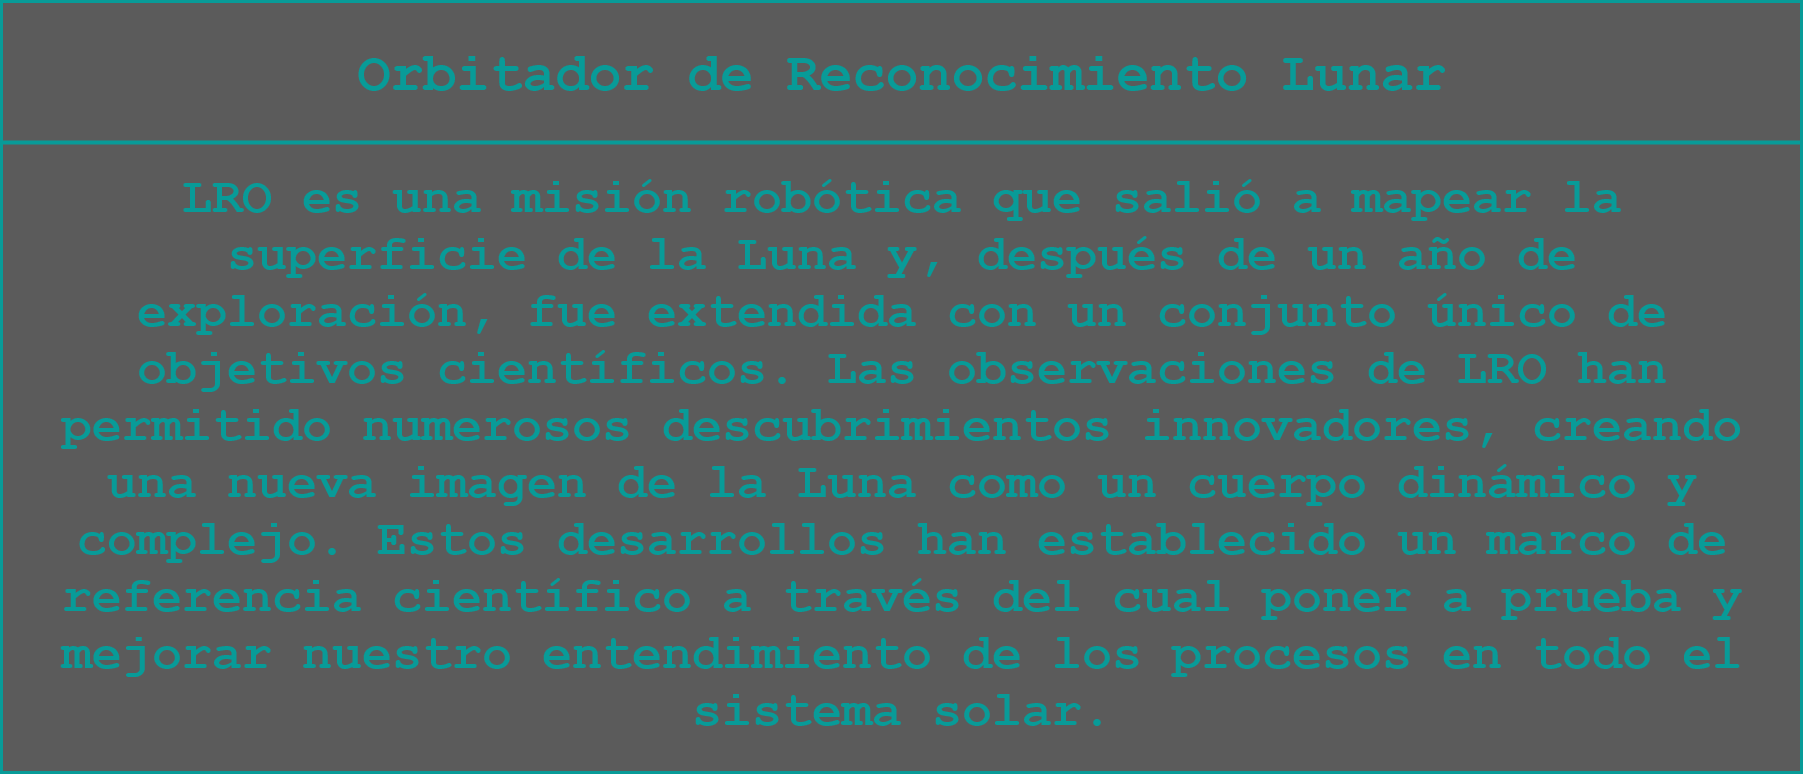 Orbitador de Reconocimiento Lunar
LRO es una misión robótica que salió a mapear la
superficie de la Luna y, después de un año de
exploración, fue extendida con un conjunto único de
objetivos científicos. Las observaciones de LRO han
permitido numerosos descubrimientos innovadores, creando
una nueva imagen de la Luna como un cuerpo dinámico y
complejo. Estos desarrollos han establecido un marco de
referencia científico a través del cual poner a prueba y
mejorar nuestro entendimiento de los procesos en todo el
sistema solar.